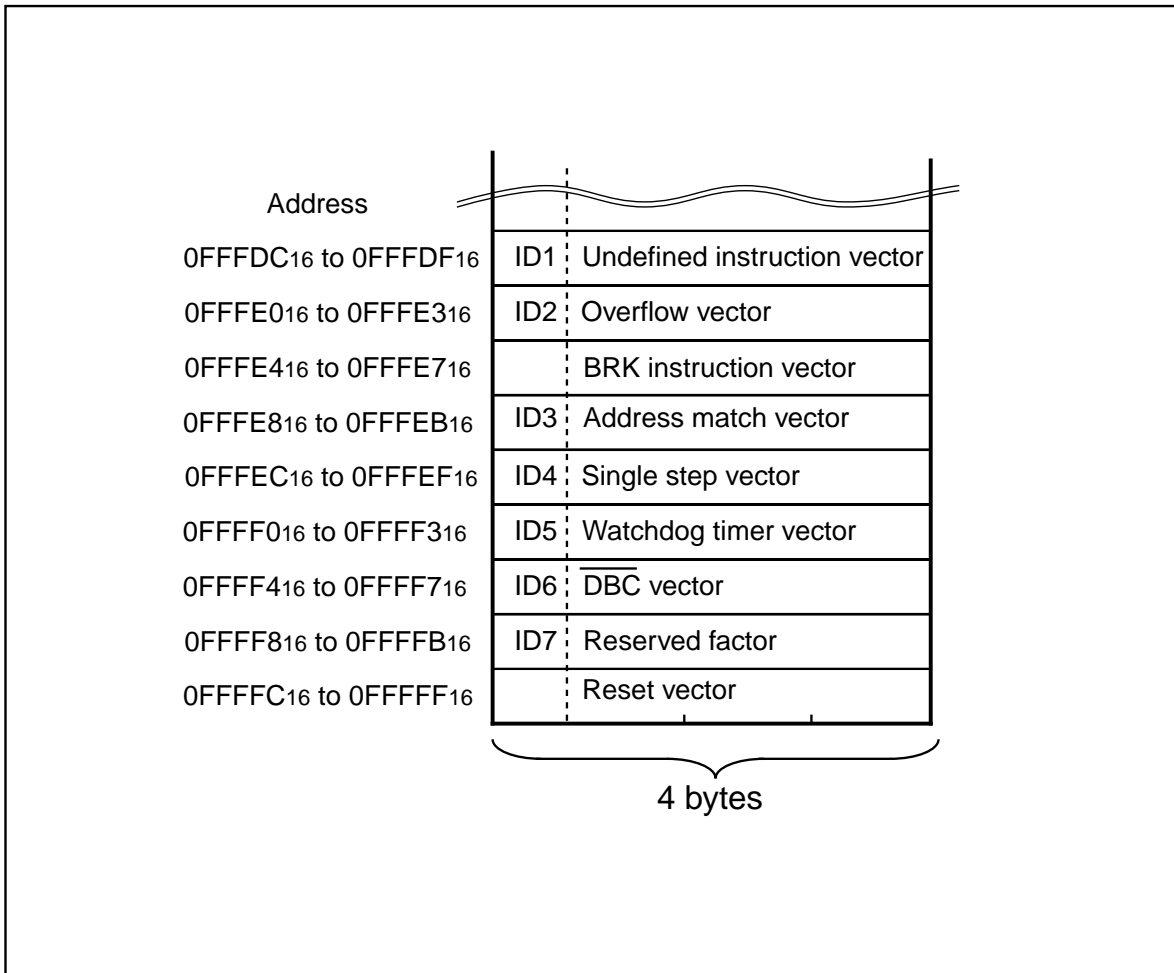 Address
0FFFDC16 to 0FFFDF16 ID1 Undefined instruction vector
0FFFE016 to 0FFFE316 ID2 Overflow vector
0FFFE416 to 0FFFE716 BRK instruction vector
0FFFE816 to 0FFFEB16 ID3 Address match vector
0FFFEC16 to 0FFFEF16 ID4 Single step vector
0FFFF016 to 0FFFF316 ID5 Watchdog timer vector
0FFFF416 to 0FFFF716 ID6 D̅B̅C̅ vector
0FFFF816 to 0FFFFB16 ID7 Reserved factor
0FFFFC16 to 0FFFFF16 Reset vector
4 bytes